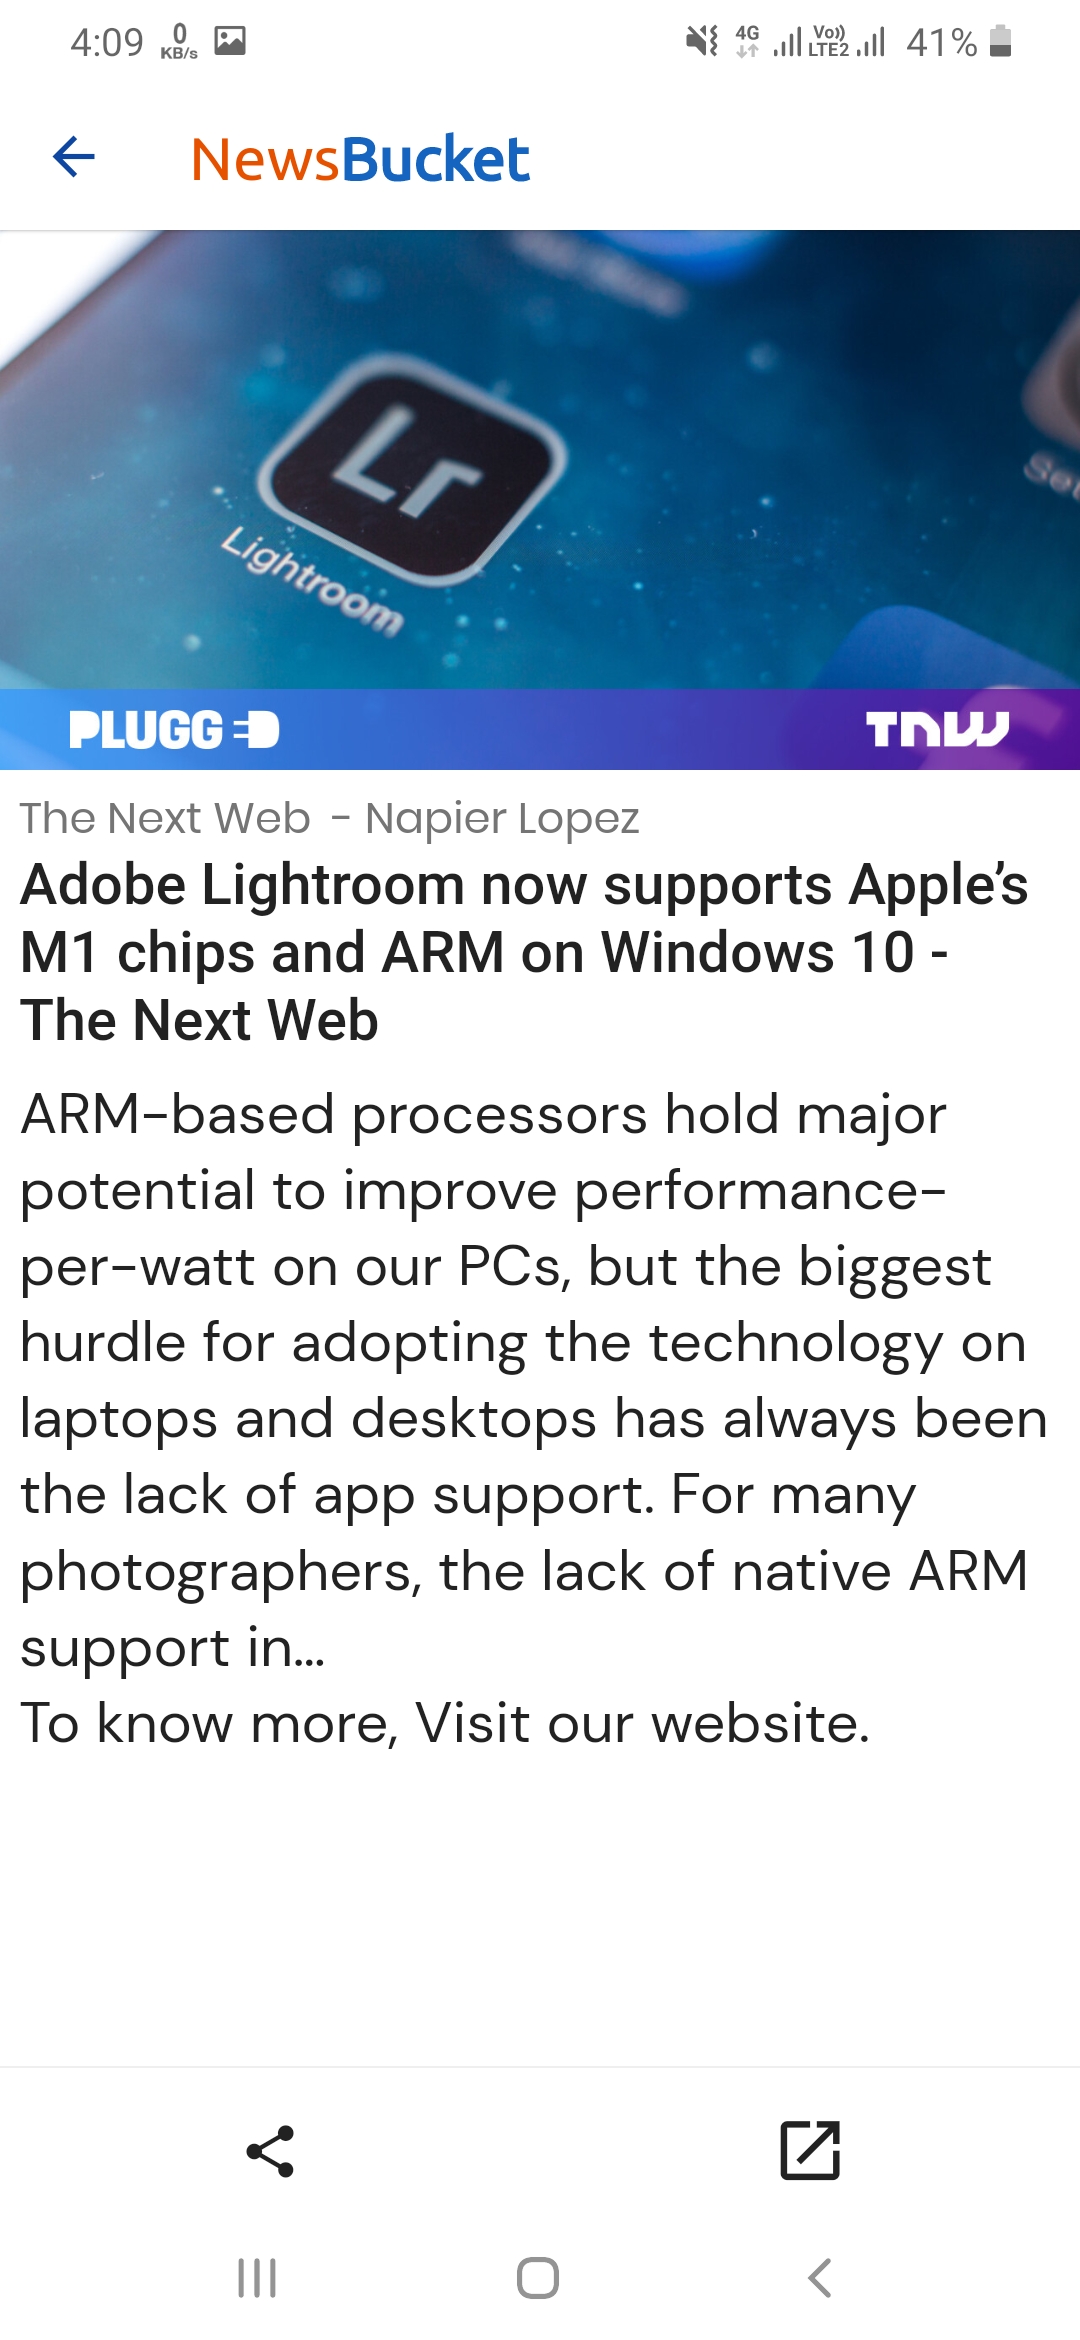 4:09 0 KB/s 4G Vo)) LTE2 41%
NewsBucket
Lr
Lightroom
PLUGGED TNW
The Next Web - Napier Lopez
Adobe Lightroom now supports Apple’s
M1 chips and ARM on Windows 10 -
The Next Web
ARM-based processors hold major
potential to improve performance-
per-watt on our PCs, but the biggest
hurdle for adopting the technology on
laptops and desktops has always been
the lack of app support. For many
photographers, the lack of native ARM
support in...
To know more, Visit our website.